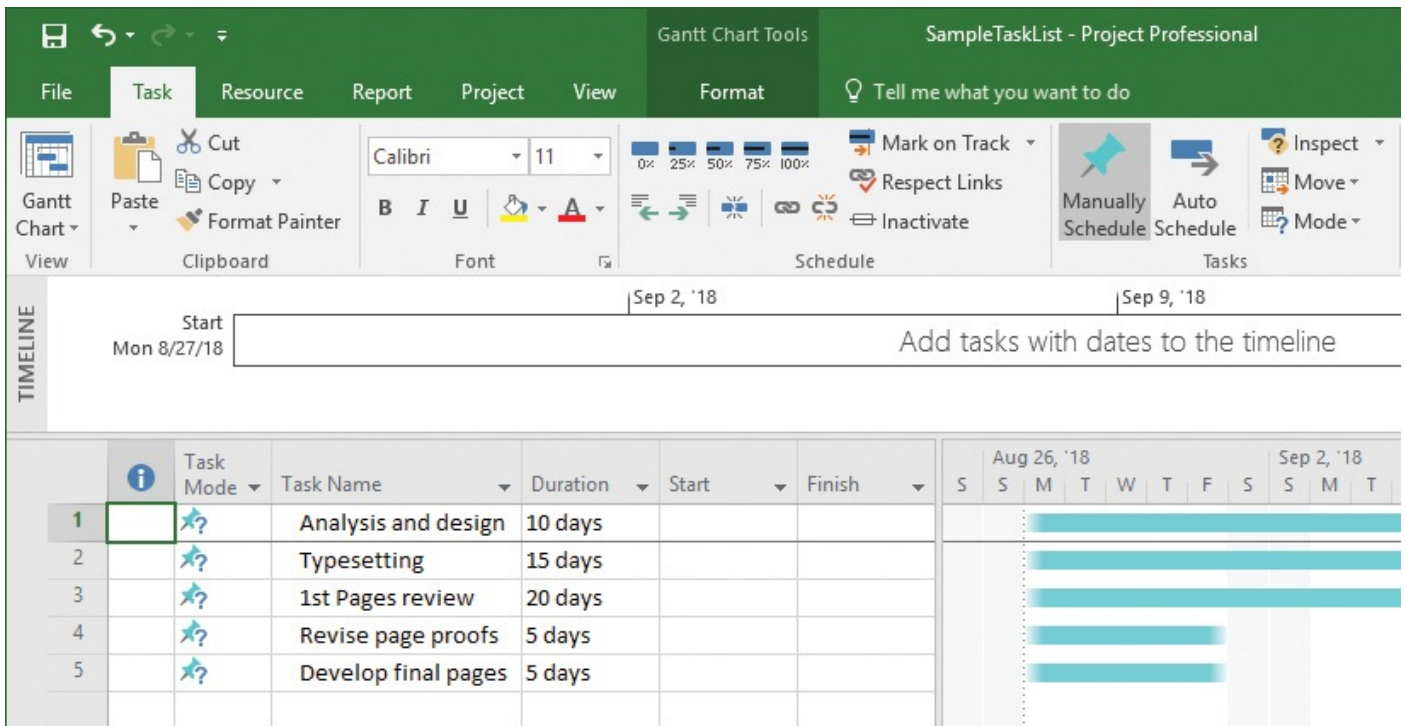 Gantt Chart Tools SampleTaskList - Project Professional
File Task Resource Report Project View Format Tell me what you want to do
Gantt
Chart
View
Paste
Cut
Copy
Format Painter
Clipboard
Calibri 11
B I U A
Font
0% 25% 50% 75% 100%
Mark on Track
Respect Links
Inactivate
Schedule
Manually
Schedule
Auto
Schedule
Inspect
Move
Mode
Tasks
TIMELINE
Start
Mon 8/27/18
Sep 2, '18 Sep 9, '18
Add tasks with dates to the timeline
Task
Mode Task Name Duration Start Finish
Aug 26, '18 Sep 2, '18
S S M T W T F S S M T
1 Analysis and design 10 days
2 Typesetting 15 days
3 1st Pages review 20 days
4 Revise page proofs 5 days
5 Develop final pages 5 days